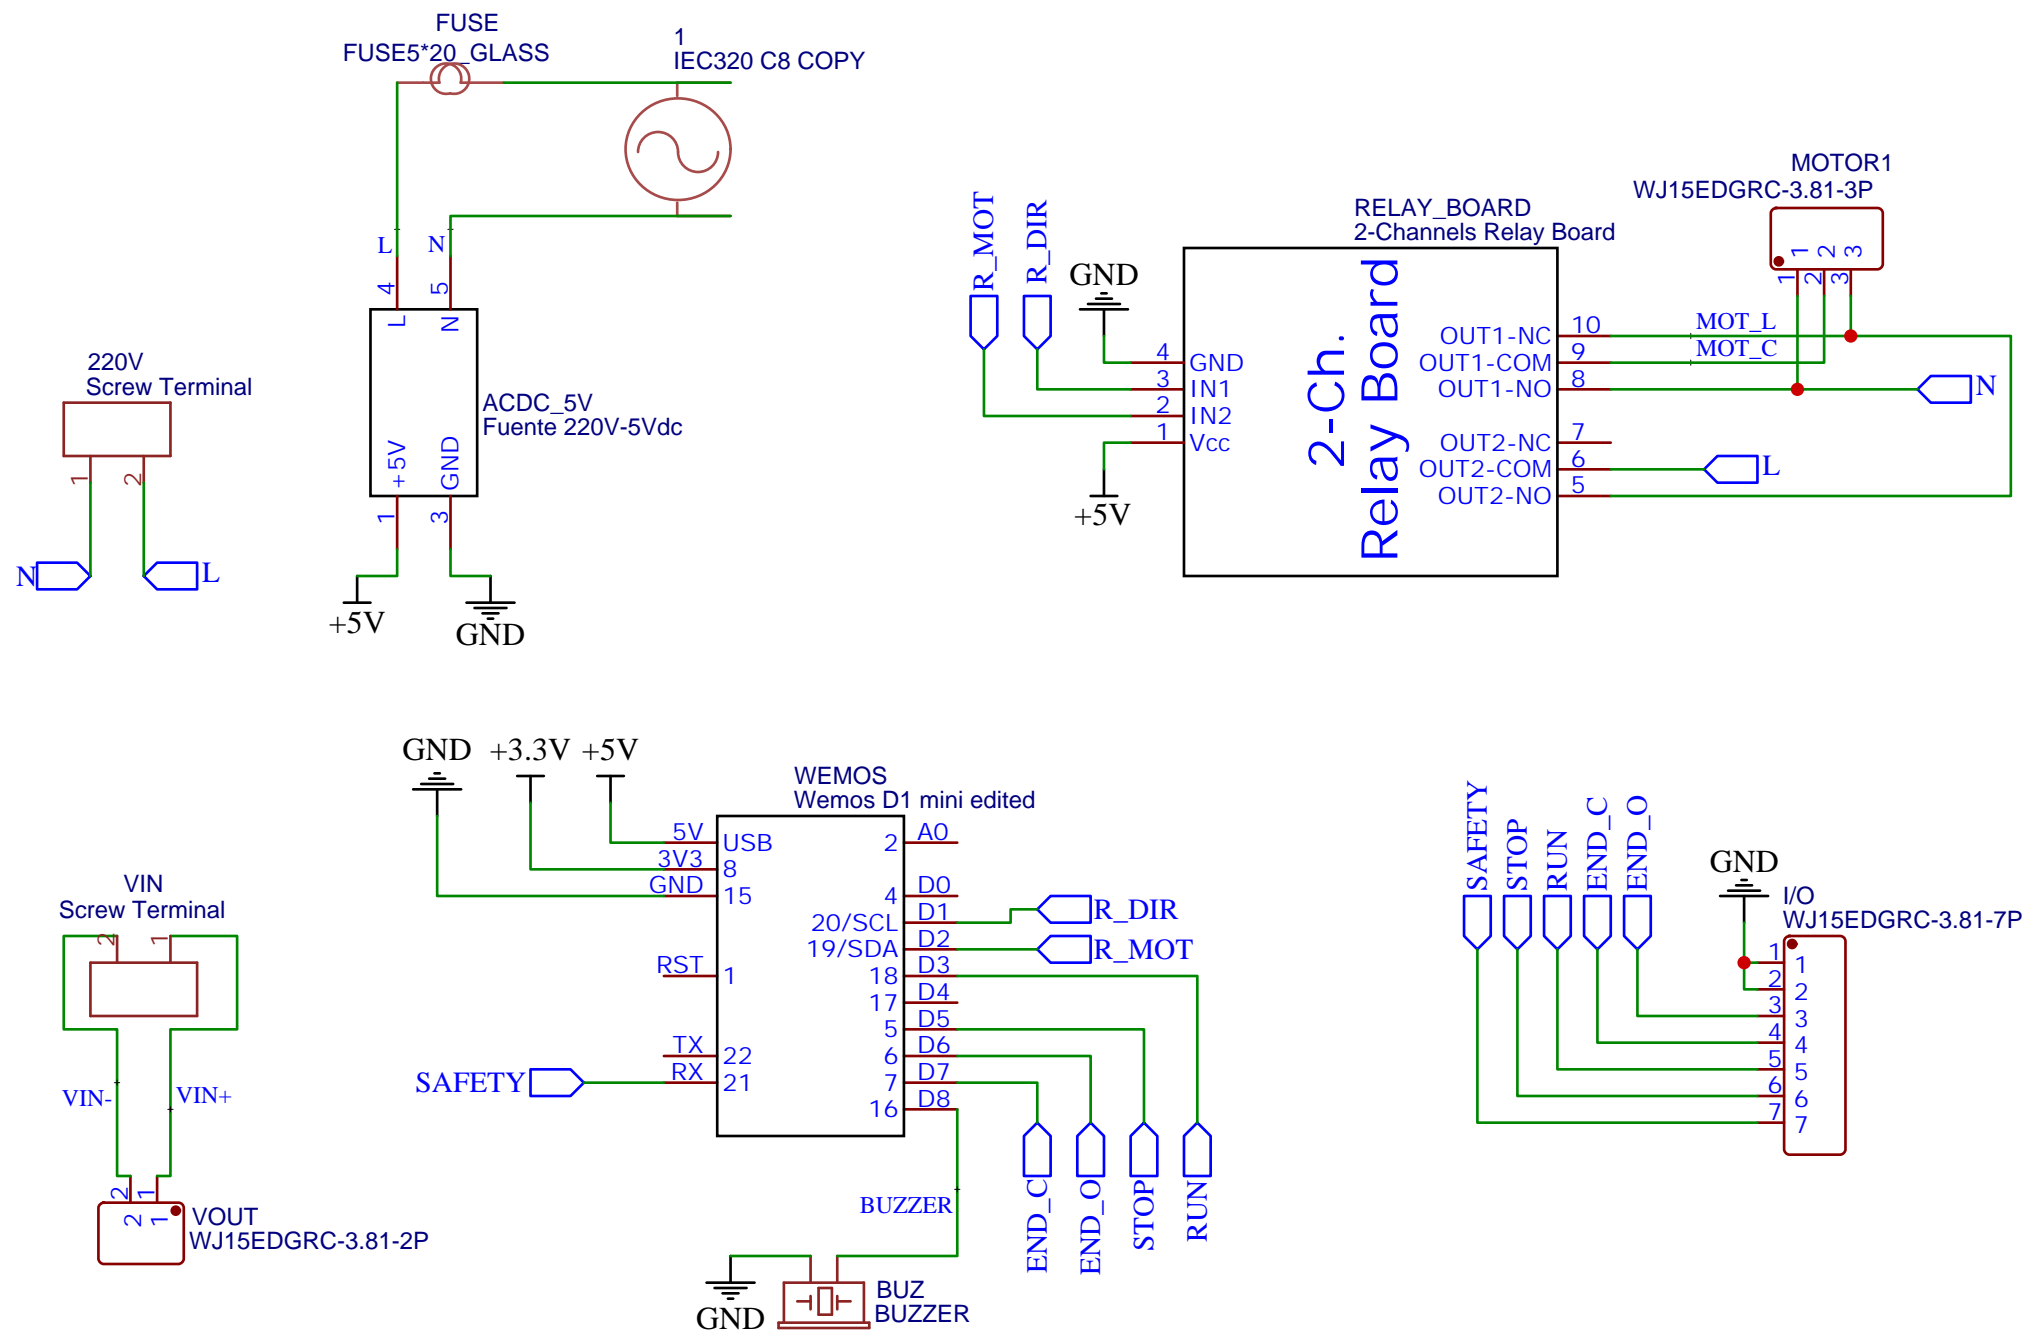 FUSE
FUSE5*20_GLASS
1
IEC320 C8 COPY
L
N
4
5
L
N
+5V
GND
1
3
ACDC_5V
Fuente 220V-5Vdc
+5V
GND
220V
Screw Terminal
1
2
N
L
R_MOT
R_DIR
GND
+5V
RELAY_BOARD
2-Channels Relay Board
2-Ch.
Relay Board
4
GND
3
IN1
2
IN2
1
Vcc
OUT1-NC
10
OUT1-COM
9
OUT1-NO
8
OUT2-NC
7
OUT2-COM
6
OUT2-NO
5
MOT_L
MOT_C
N
L
MOTOR1
WJ15EDGRC-3.81-3P
1
2
3
1
2
3
GND
+3.3V
+5V
WEMOS
Wemos D1 mini edited
5V
USB
3V3
8
GND
15
RST
1
TX
22
RX
21
SAFETY
2
A0
4
D0
20/SCL
D1
19/SDA
D2
18
D3
17
D4
5
D5
6
D6
7
D7
16
D8
R_DIR
R_MOT
END_C
END_O
STOP
RUN
BUZZER
GND
BUZ
BUZZER
VIN
Screw Terminal
2
1
VIN-
VIN+
2
1
2
1
VOUT
WJ15EDGRC-3.81-2P
SAFETY
STOP
RUN
END_C
END_O
GND
I/O
WJ15EDGRC-3.81-7P
1
1
2
2
3
3
4
4
5
5
6
6
7
7